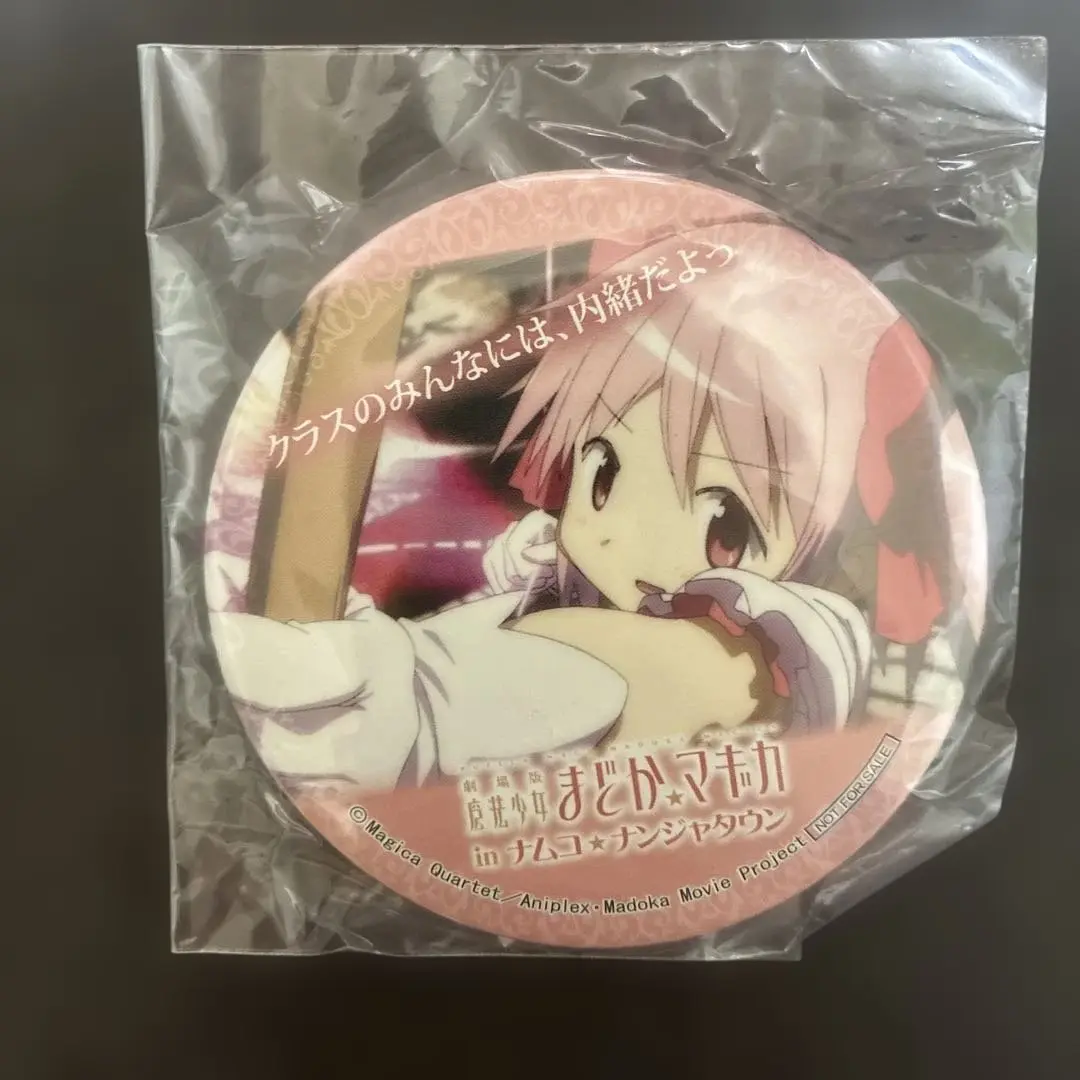 クラスのみんなには、内緒だよっ
劇場版
魔法少女 まどか★マギカ
in ナムコ★ナンジャタウン
©Magica Quartet／Aniplex・Madoka Movie Project
NOT FOR SALE